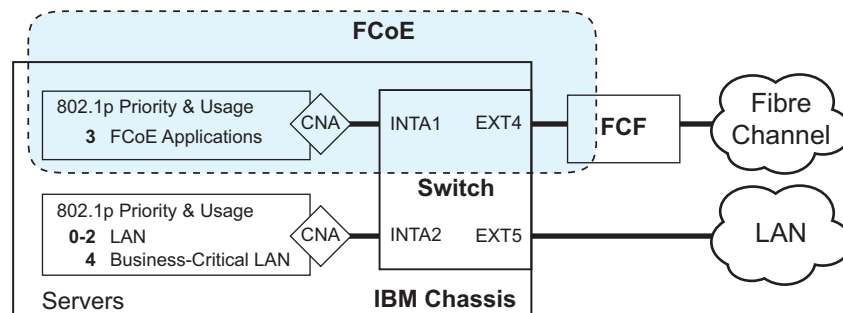 FCoE
802.1p Priority & Usage
3 FCoE Applications
CNA
INTA1
EXT4
FCF
Fibre
Channel
Switch
802.1p Priority & Usage
0-2 LAN
4 Business-Critical LAN
CNA
INTA2
EXT5
LAN
Servers
IBM Chassis